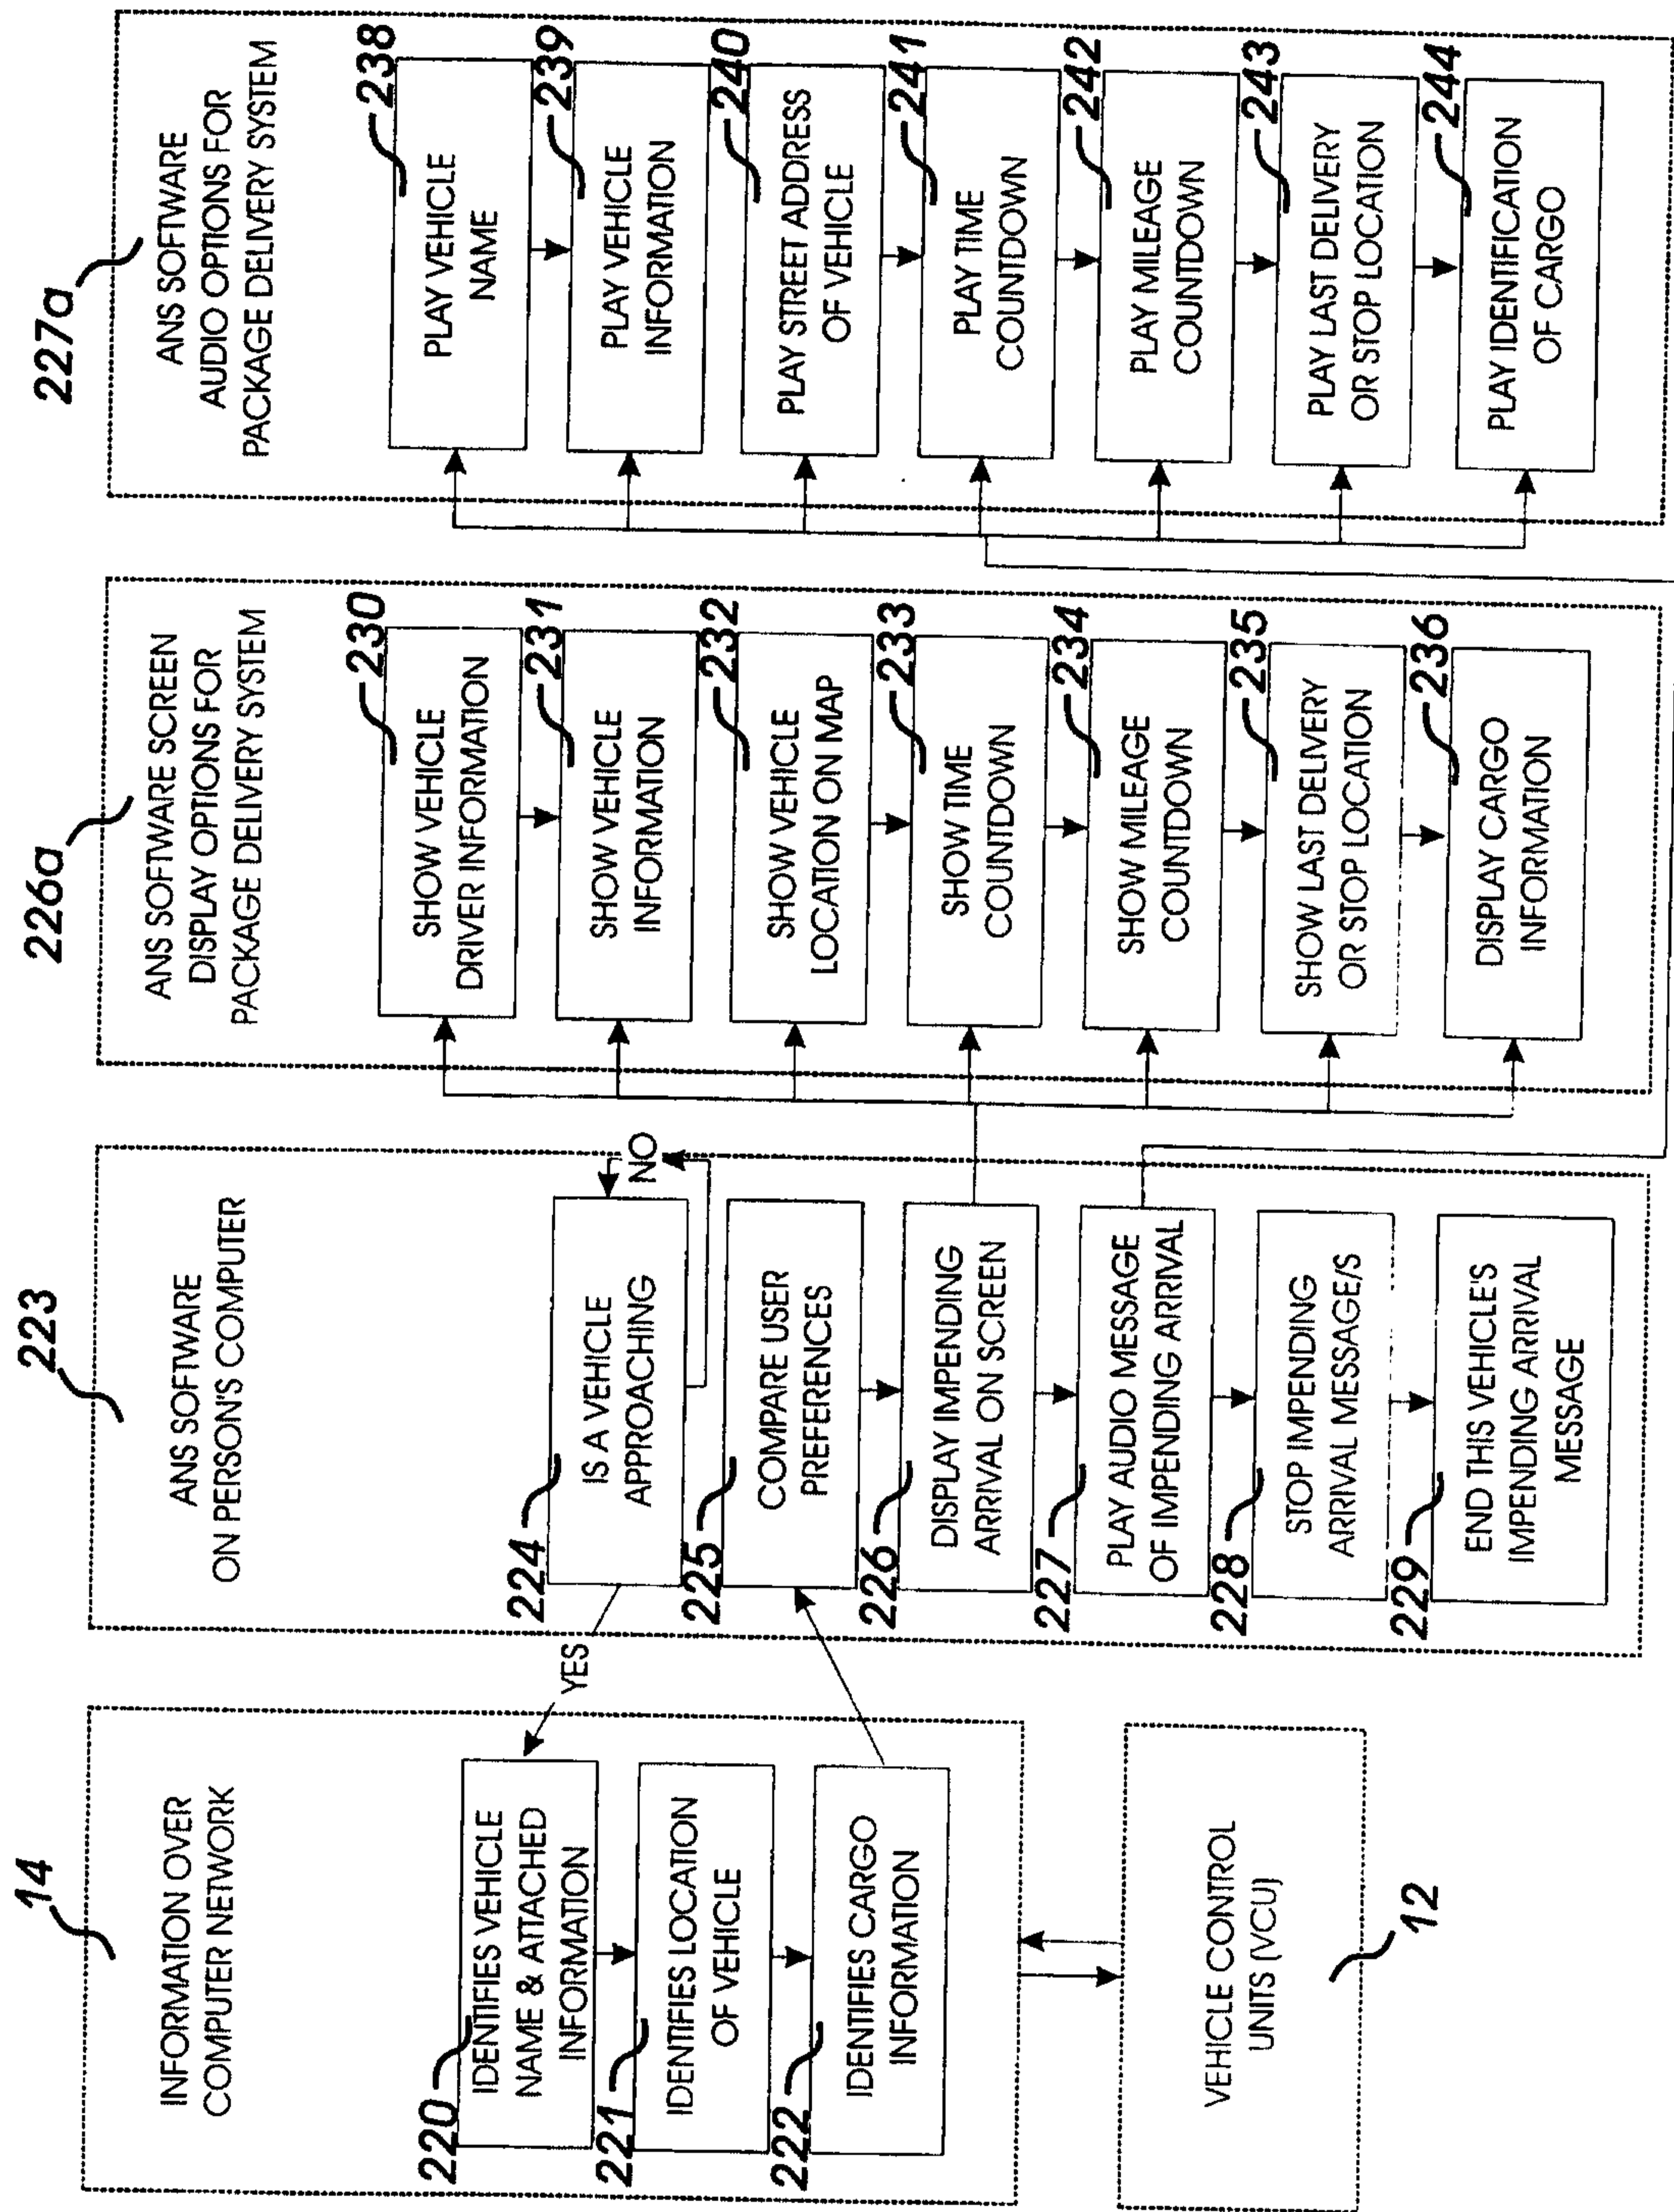 14
INFORMATION OVER
COMPUTER NETWORK
220
IDENTIFIES VEHICLE
NAME & ATTACHED
INFORMATION
221
IDENTIFIES LOCATION
OF VEHICLE
222
IDENTIFIES CARGO
INFORMATION
VEHICLE CONTROL
UNITS (VCU)
12
YES
223
ANS SOFTWARE
ON PERSON'S COMPUTER
224
IS A VEHICLE
APPROACHING
NO
225
COMPARE USER
PREFERENCES
226
DISPLAY IMPENDING
ARRIVAL ON SCREEN
227
PLAY AUDIO MESSAGE
OF IMPENDING ARRIVAL
228
STOP IMPENDING
ARRIVAL MESSAGE/S
229
END THIS VEHICLE'S
IMPENDING ARRIVAL
MESSAGE
226a
ANS SOFTWARE SCREEN
DISPLAY OPTIONS FOR
PACKAGE DELIVERY SYSTEM
230
SHOW VEHICLE
DRIVER INFORMATION
231
SHOW VEHICLE
INFORMATION
232
SHOW VEHICLE
LOCATION ON MAP
233
SHOW TIME
COUNTDOWN
234
SHOW MILEAGE
COUNTDOWN
235
SHOW LAST DELIVERY
OR STOP LOCATION
236
DISPLAY CARGO
INFORMATION
227a
ANS SOFTWARE
AUDIO OPTIONS FOR
PACKAGE DELIVERY SYSTEM
238
PLAY VEHICLE
NAME
239
PLAY VEHICLE
INFORMATION
240
PLAY STREET ADDRESS
OF VEHICLE
241
PLAY TIME
COUNTDOWN
242
PLAY MILEAGE
COUNTDOWN
243
PLAY LAST DELIVERY
OR STOP LOCATION
244
PLAY IDENTIFICATION
OF CARGO